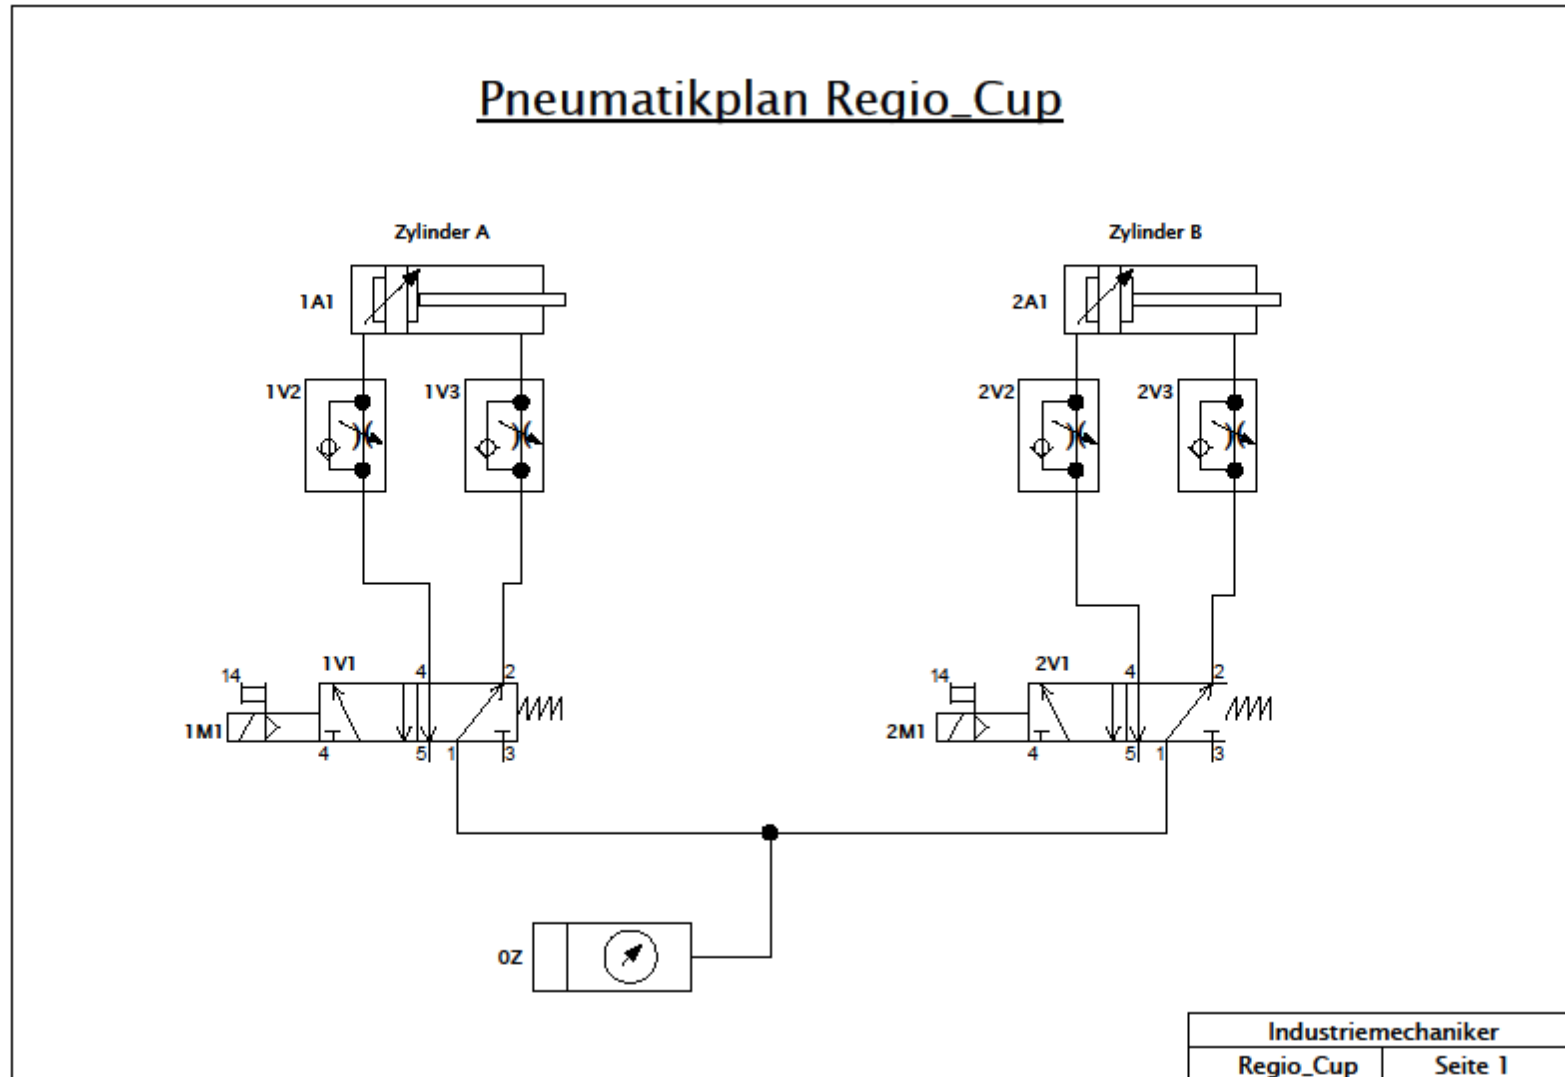 Pneumatikplan Regio_Cup
Zylinder A
Zylinder B
1A1
2A1
1V2
1V3
2V2
2V3
1V1
4
2
14
1M1
4
5
1
3
2V1
4
2
14
2M1
4
5
1
3
0Z
Industriemechaniker
Regio_Cup
Seite 1